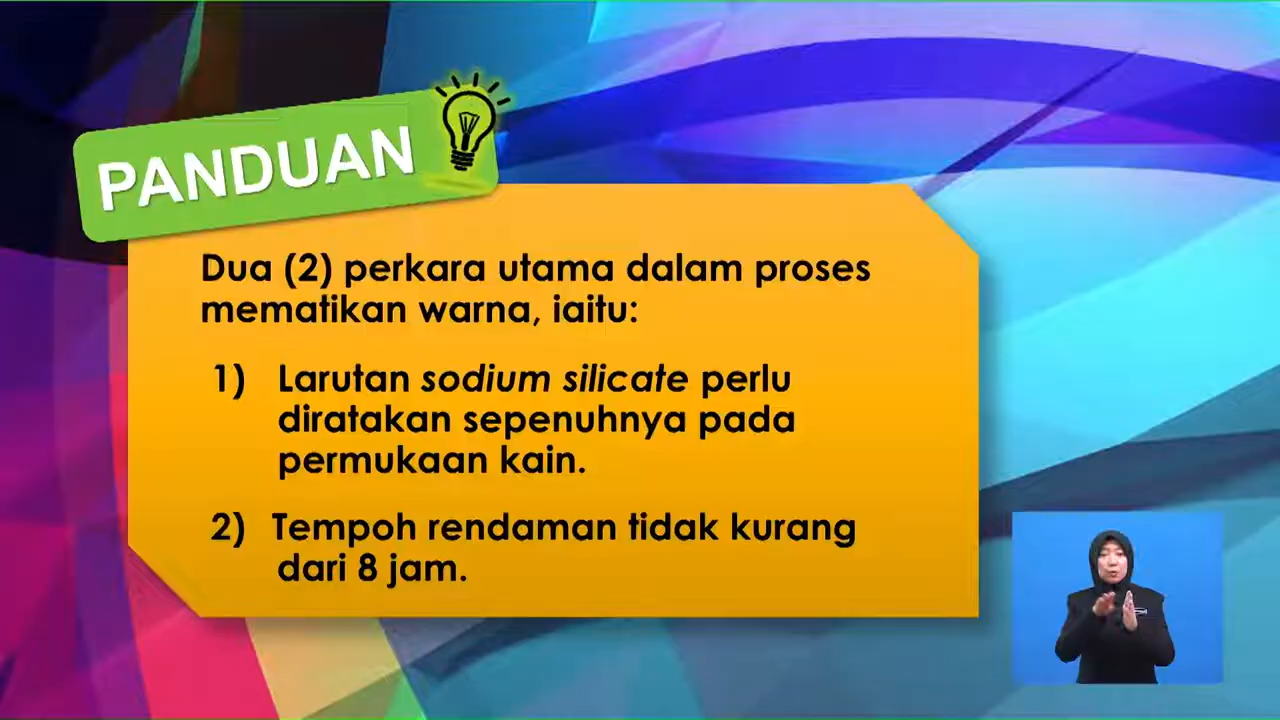 PANDUAN
Dua (2) perkara utama dalam proses
mematikan warna, iaitu:
1) Larutan sodium silicate perlu
diratakan sepenuhnya pada
permukaan kain.
2) Tempoh rendaman tidak kurang
dari 8 jam.